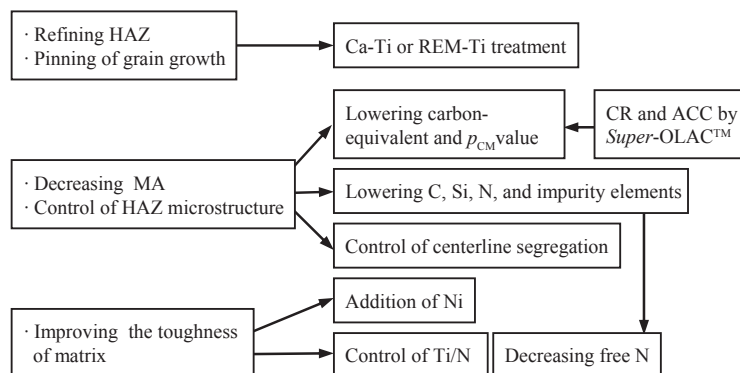 · Refining HAZ
· Pinning of grain growth
Ca-Ti or REM-Ti treatment
Lowering carbon-
equivalent and pCM value
CR and ACC by
Super-OLAC™
· Decreasing MA
· Control of HAZ microstructure
Lowering C, Si, N, and impurity elements
Control of centerline segregation
Addition of Ni
· Improving the toughness
of matrix
Control of Ti/N
Decreasing free N